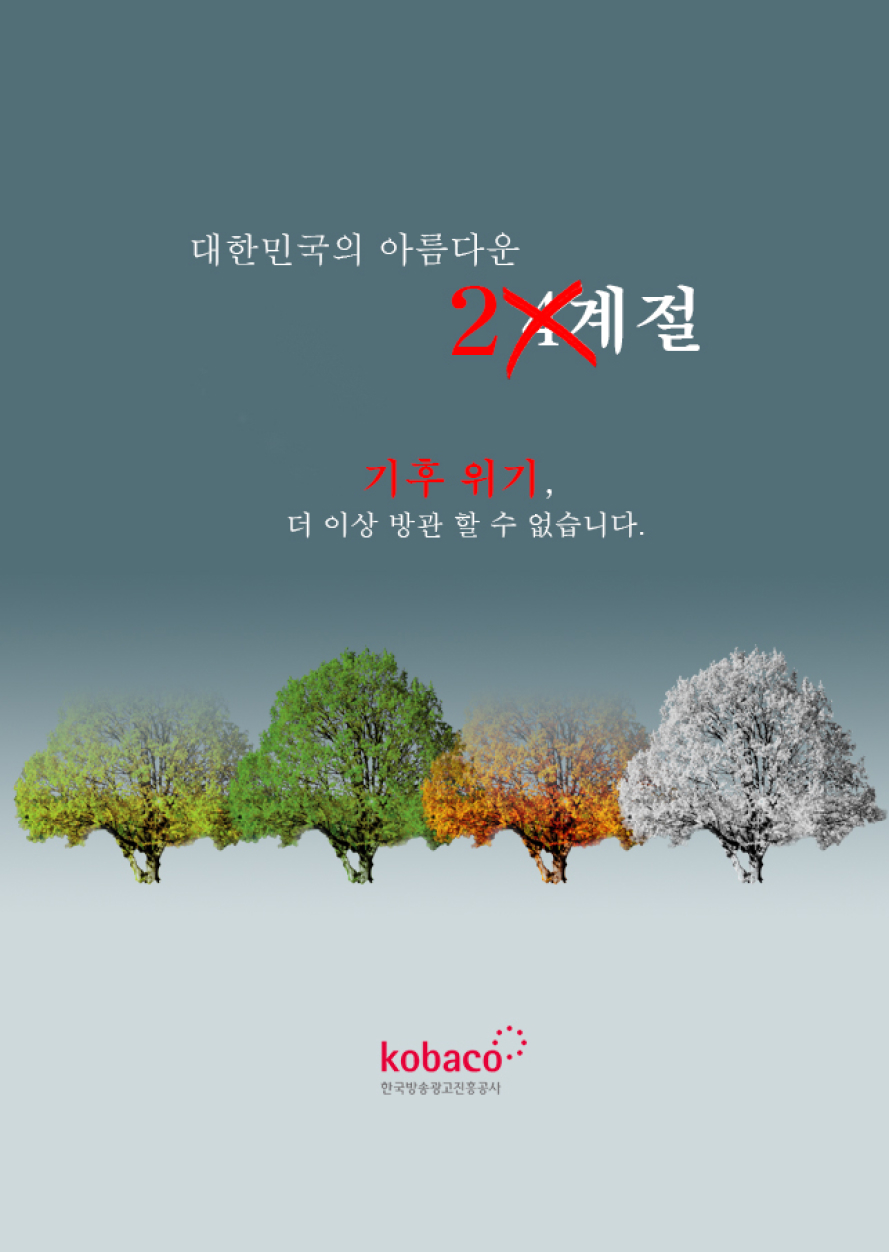 대한민국의 아름다운
2 4계절
기후 위기,
더 이상 방관 할 수 없습니다.
kobaco
한국방송광고진흥공사